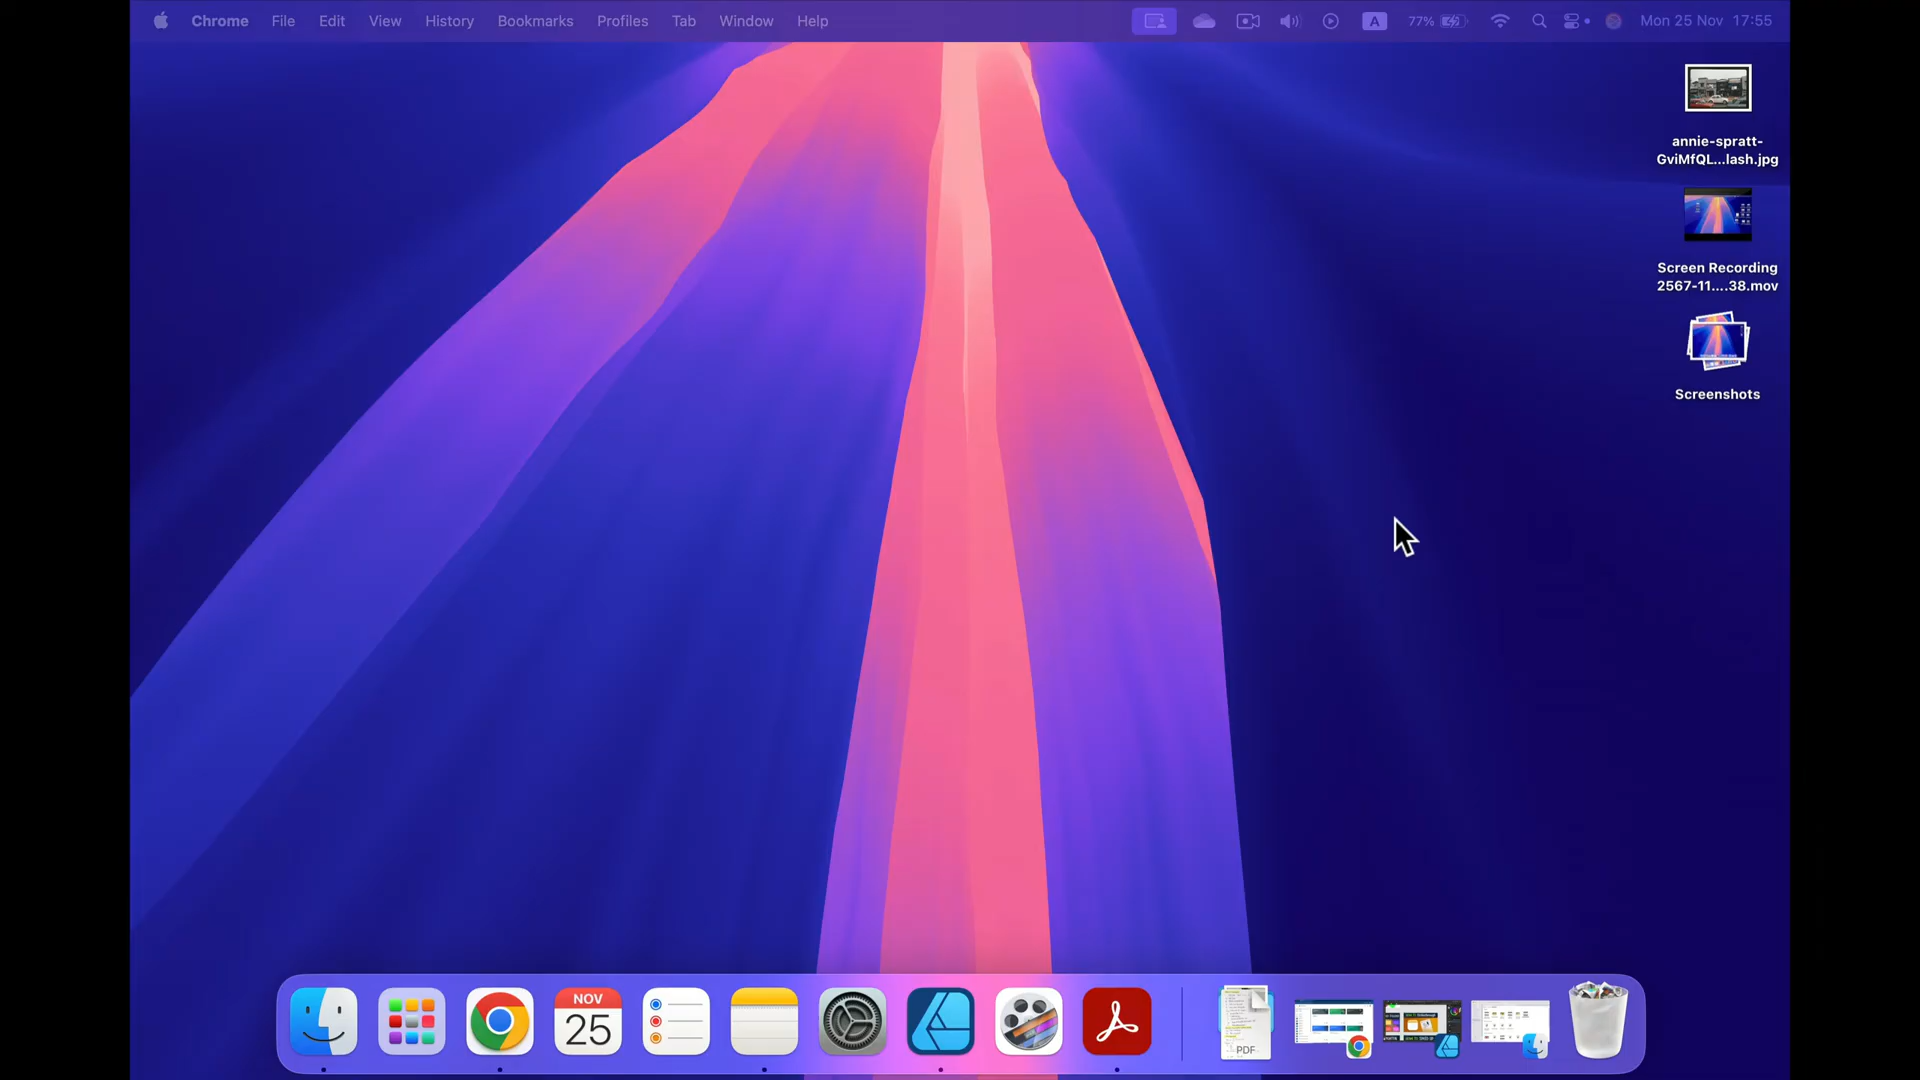 Chrome File Edit View History Bookmarks Profiles Tab Window Help A 77% Mon 25 Nov 17:55
annie-spratt-
GviMfQL...lash.jpg
Screen Recording
2567-11....38.mov
Screenshots
NOV
25
PDF